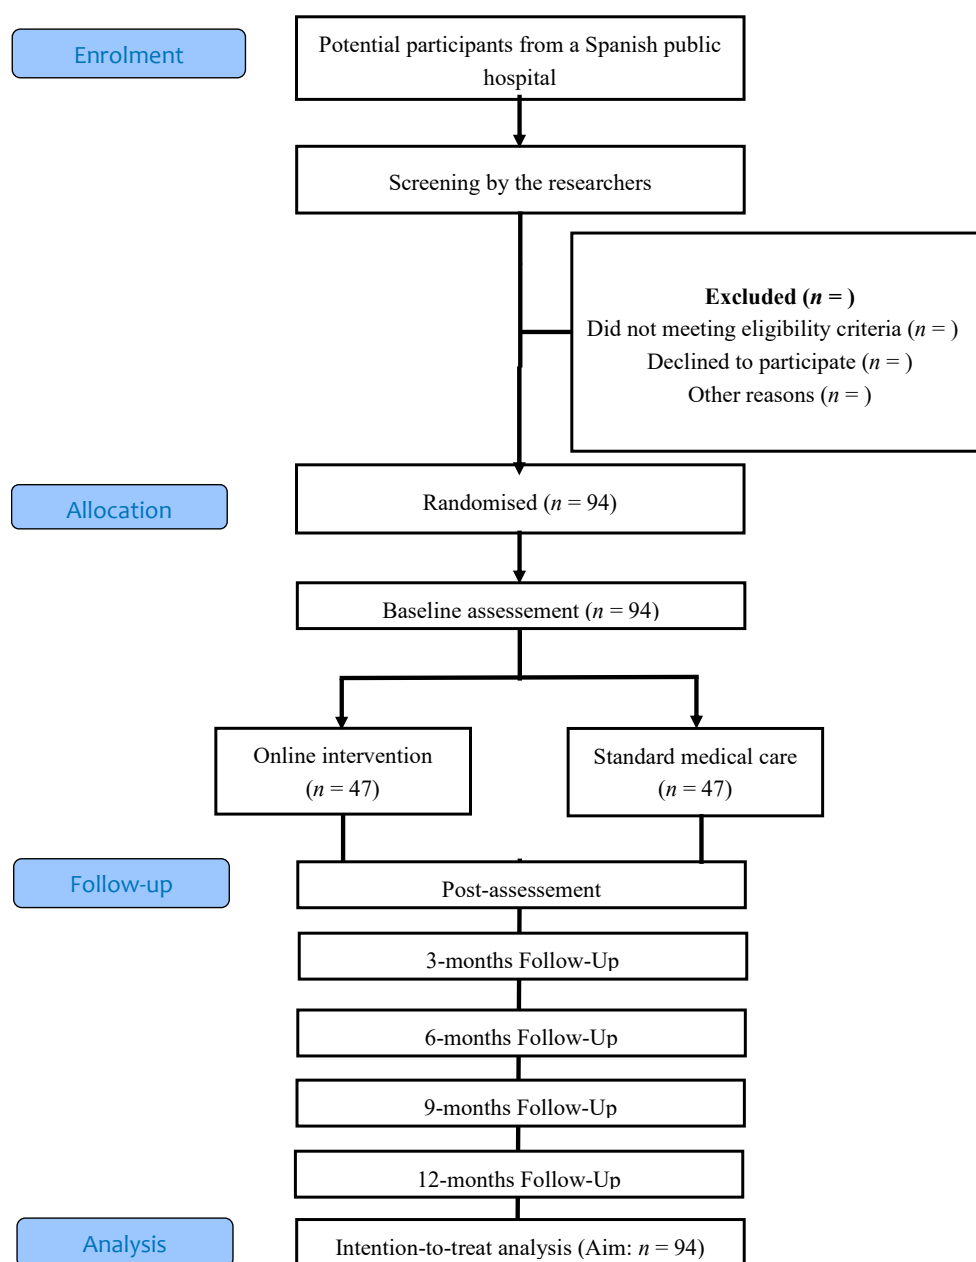 Enrolment
Potential participants from a Spanish public
hospital
Screening by the researchers
Excluded (n = )
Did not meeting eligibility criteria (n = )
Declined to participate (n = )
Other reasons (n = )
Allocation
Randomised (n = 94)
Baseline assessement (n = 94)
Online intervention
(n = 47)
Standard medical care
(n = 47)
Follow-up
Post-assessment
3-months Follow-Up
6-months Follow-Up
9-months Follow-Up
12-months Follow-Up
Analysis
Intention-to-treat analysis (Aim: n = 94)